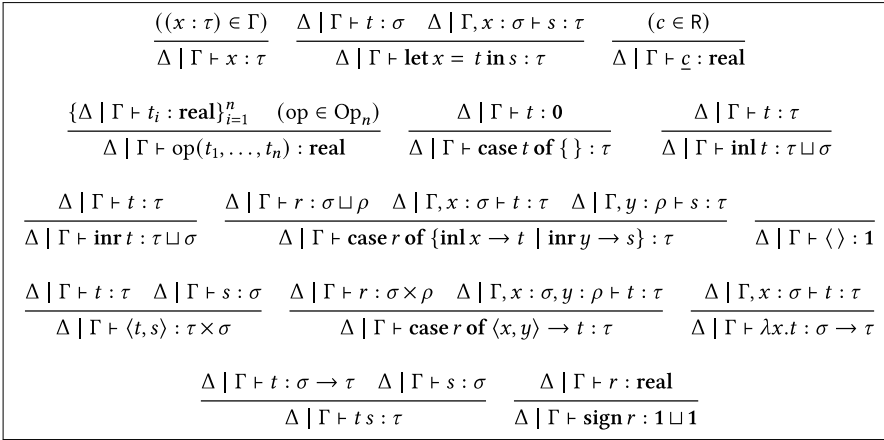 ((x : τ) ∈ Γ)   Δ | Γ ⊢ t : σ   Δ | Γ, x : σ ⊢ s : τ   (c ∈ R)
Δ | Γ ⊢ x : τ   Δ | Γ ⊢ let x = t in s : τ   Δ | Γ ⊢ c : real
{Δ | Γ ⊢ tᵢ : real}ⁿᵢ₌₁   (op ∈ Opₙ)   Δ | Γ ⊢ t : 0   Δ | Γ ⊢ t : τ
Δ | Γ ⊢ op(t₁, . . . , tₙ) : real   Δ | Γ ⊢ case t of { } : τ   Δ | Γ ⊢ inl t : τ ⊔ σ
Δ | Γ ⊢ t : τ   Δ | Γ ⊢ r : σ ⊔ ρ   Δ | Γ, x : σ ⊢ t : τ   Δ | Γ, y : ρ ⊢ s : τ
Δ | Γ ⊢ inr t : τ ⊔ σ   Δ | Γ ⊢ case r of {inl x → t | inr y → s} : τ   Δ | Γ ⊢ ⟨ ⟩ : 1
Δ | Γ ⊢ t : τ   Δ | Γ ⊢ s : σ   Δ | Γ ⊢ r : σ × ρ   Δ | Γ, x : σ, y : ρ ⊢ t : τ   Δ | Γ, x : σ ⊢ t : τ
Δ | Γ ⊢ ⟨t, s⟩ : τ × σ   Δ | Γ ⊢ case r of ⟨x, y⟩ → t : τ   Δ | Γ ⊢ λx.t : σ → τ
Δ | Γ ⊢ t : σ → τ   Δ | Γ ⊢ s : σ   Δ | Γ ⊢ r : real
Δ | Γ ⊢ t s : τ   Δ | Γ ⊢ sign r : 1 ⊔ 1